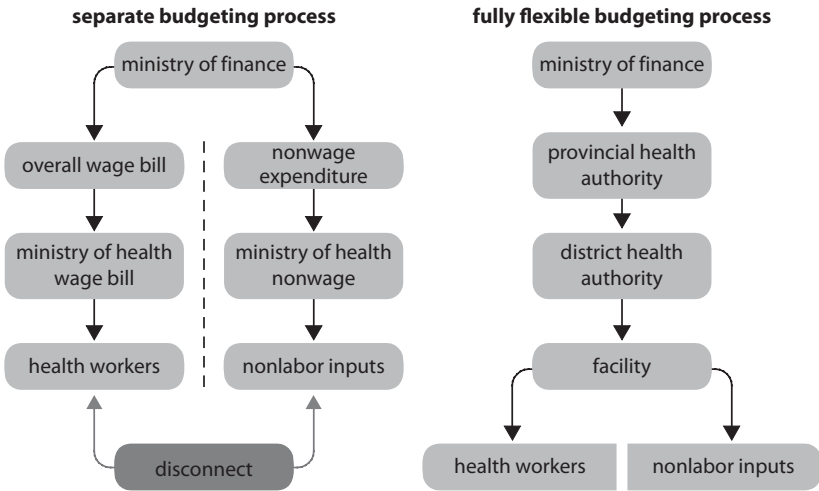 separate budgeting process
ministry of finance
overall wage bill
nonwage
expenditure
ministry of health
wage bill
ministry of health
nonwage
health workers
nonlabor inputs
disconnect
fully flexible budgeting process
ministry of finance
provincial health
authority
district health
authority
facility
health workers
nonlabor inputs